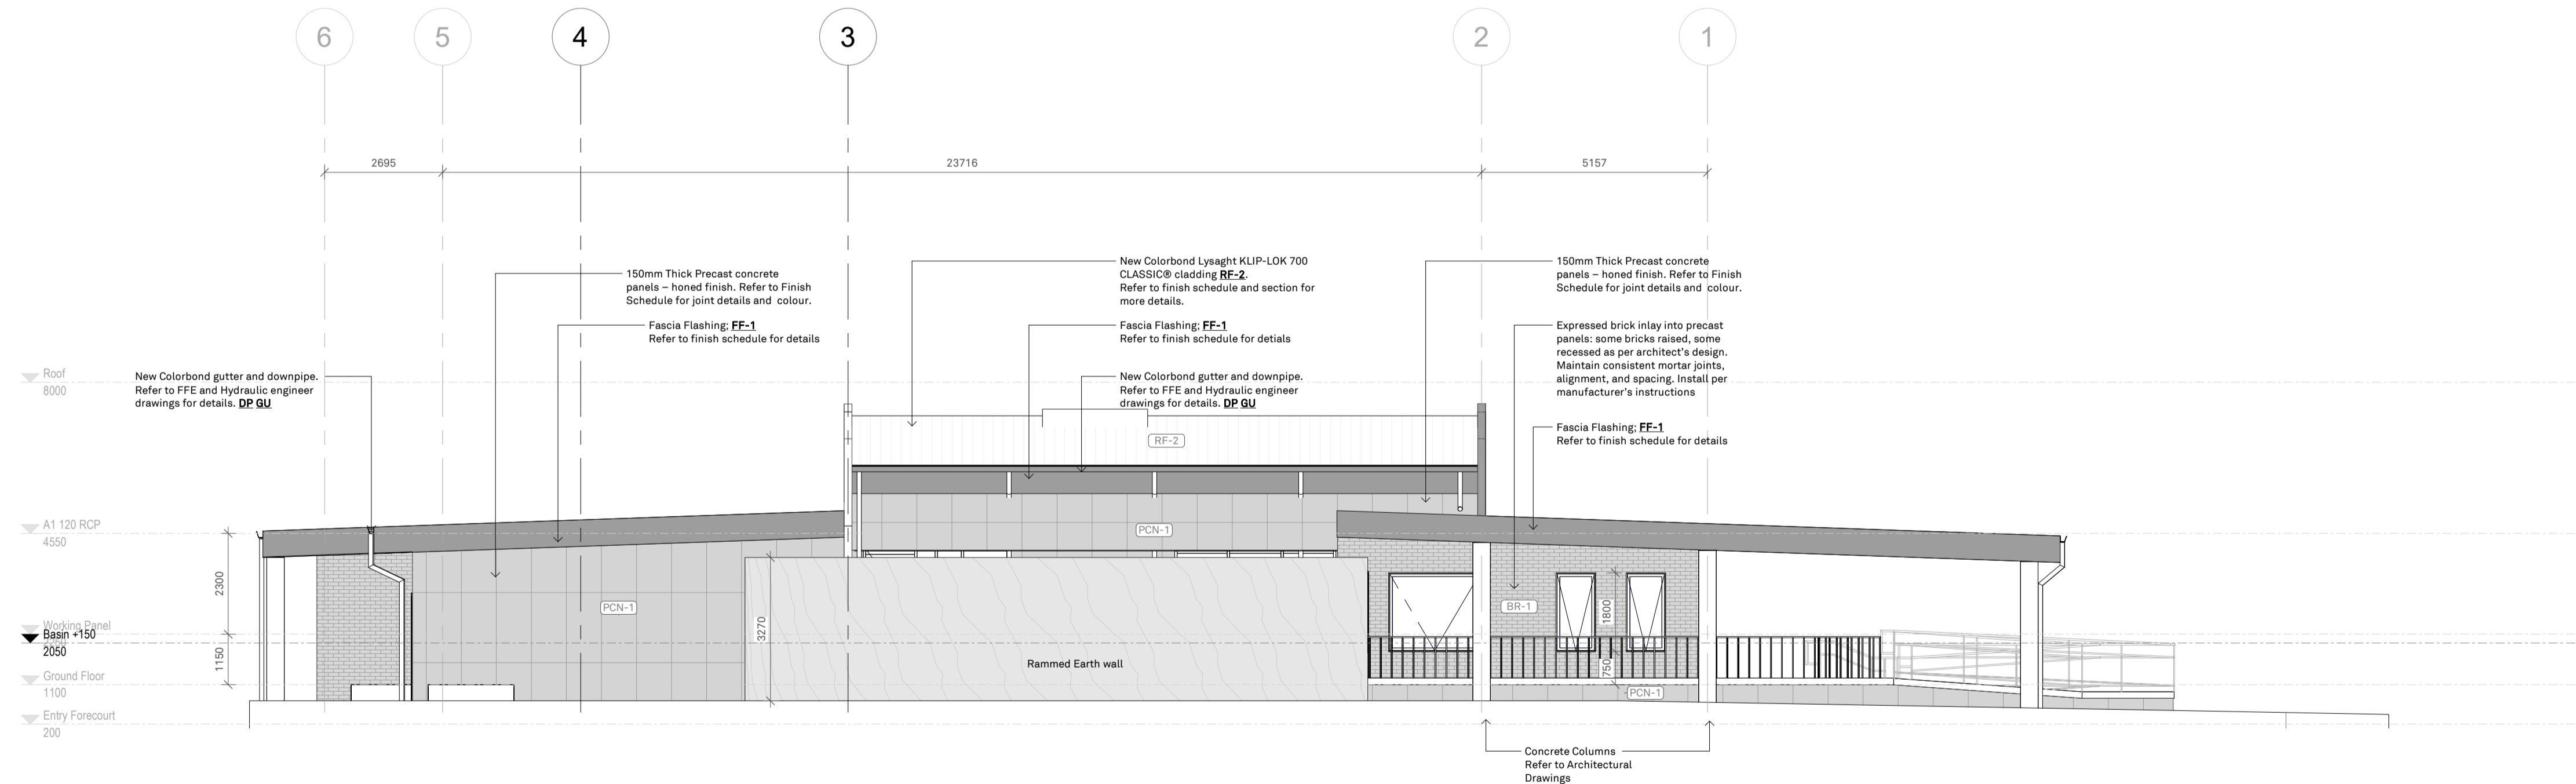 6
5
4
3
2
1
2695
23716
5157
150mm Thick Precast concrete
panels – honed finish. Refer to Finish
Schedule for joint details and colour.
Fascia Flashing; FF-1
Refer to finish schedule for details
New Colorbond gutter and downpipe.
Refer to FFE and Hydraulic engineer
drawings for details. DP GU
New Colorbond Lysaght KLIP-LOK 700
CLASSIC® cladding RF-2.
Refer to finish schedule and section for
more details.
Fascia Flashing; FF-1
Refer to finish schedule for detials
New Colorbond gutter and downpipe.
Refer to FFE and Hydraulic engineer
drawings for details. DP GU
150mm Thick Precast concrete
panels – honed finish. Refer to Finish
Schedule for joint details and colour.
Expressed brick inlay into precast
panels: some bricks raised, some
recessed as per architect's design.
Maintain consistent mortar joints,
alignment, and spacing. Install per
manufacturer's instructions
Fascia Flashing; FF-1
Refer to finish schedule for details
Roof
8000
A1 120 RCP
4550
Working Panel
Basin +150
2050
Ground Floor
1100
Entry Forecourt
200
2300
1150
RF-2
PCN-1
PCN-1
3270
Rammed Earth wall
BR-1
1800
750
PCN-1
Concrete Columns
Refer to Architectural
Drawings